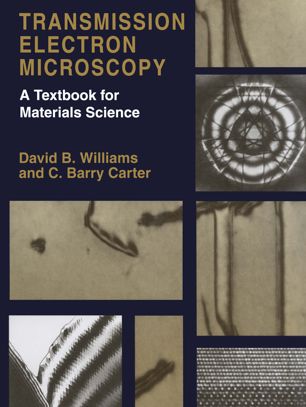 TRANSMISSION
ELECTRON
MICROSCOPY
A Textbook for
Materials Science
David B. Williams
and C. Barry Carter